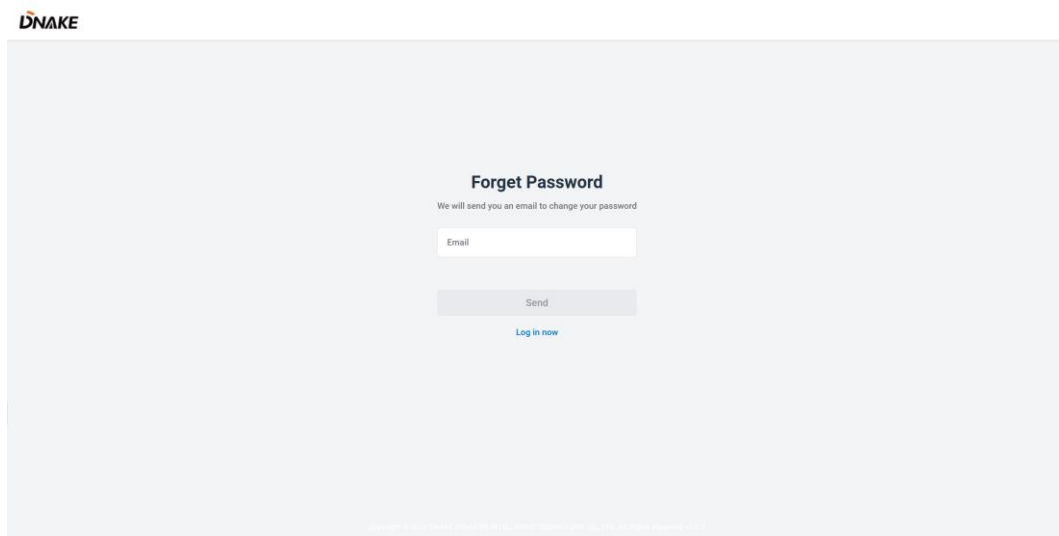 DNAKE
Forget Password
We will send you an email to change your password
Email
Send
Log in now